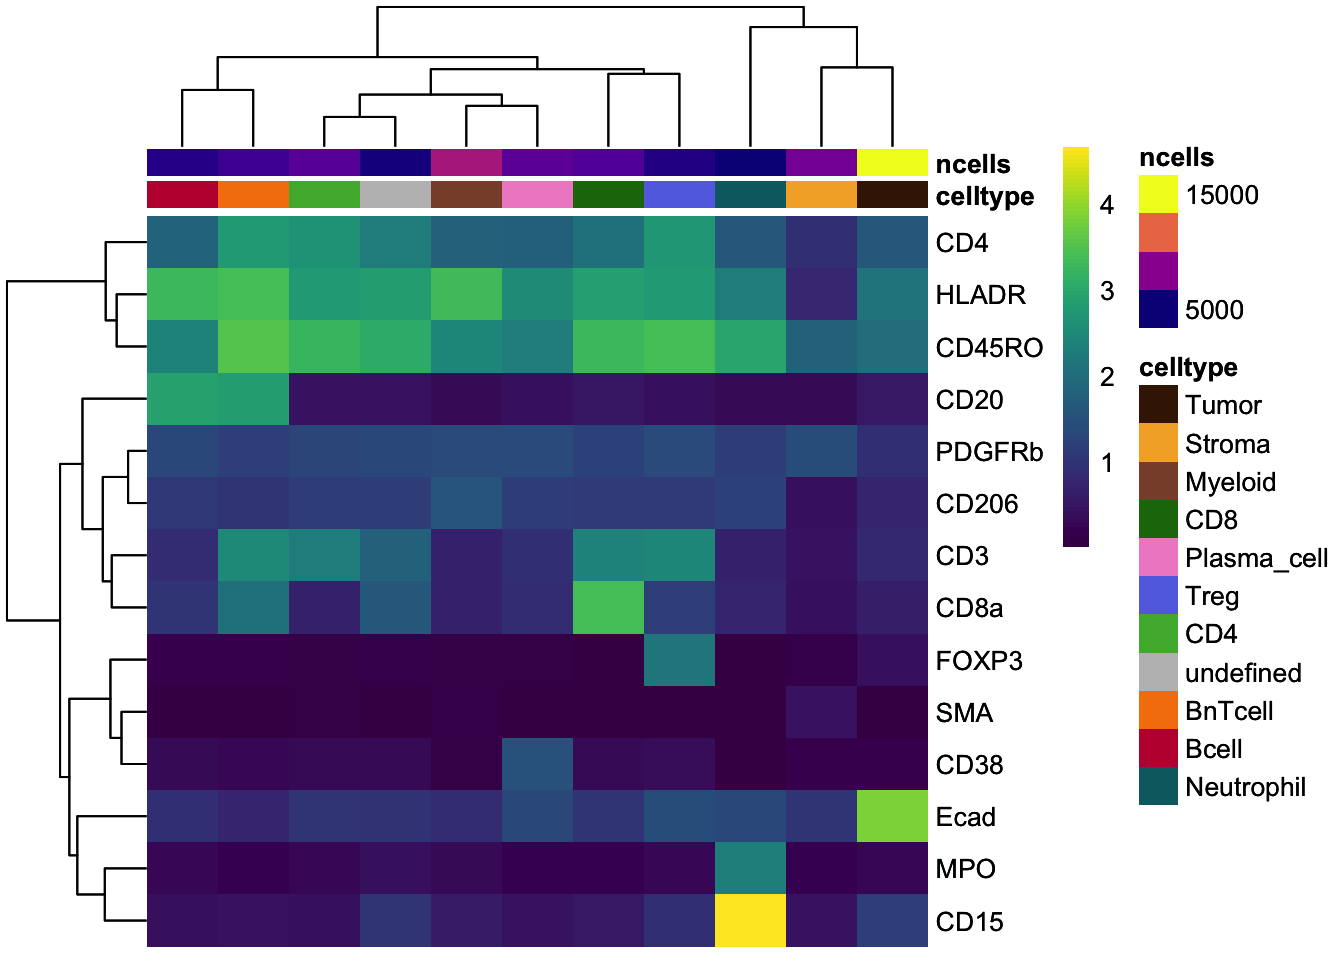 ncells
celltype
CD4
HLADR
CD45RO
CD20
PDGFRb
CD206
CD3
CD8a
FOXP3
SMA
CD38
Ecad
MPO
CD15
4
3
2
1
ncells
15000
5000
celltype
Tumor
Stroma
Myeloid
CD8
Plasma_cell
Treg
CD4
undefined
BnTcell
Bcell
Neutrophil